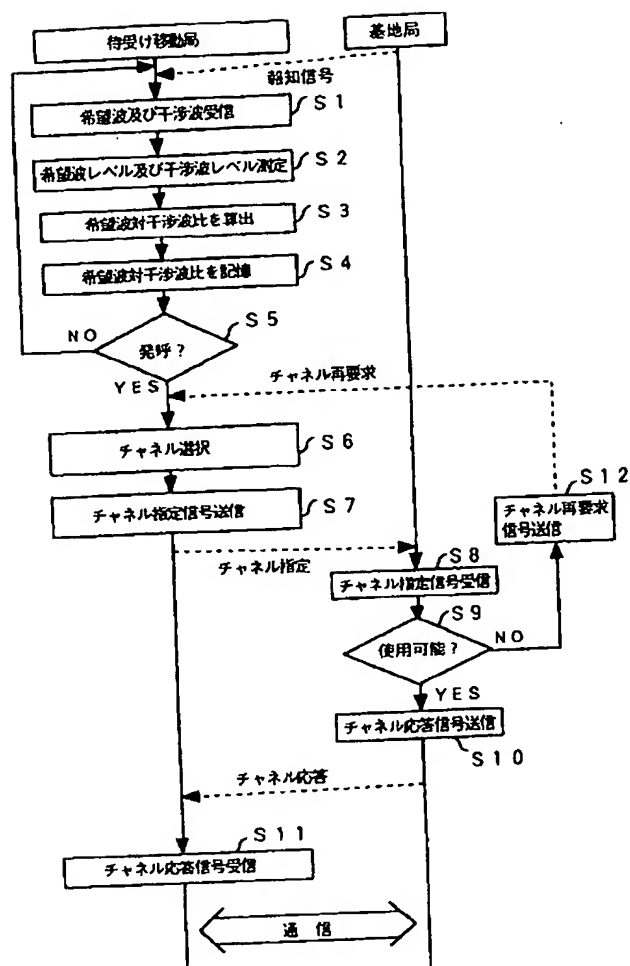 待受け移動局
基地局
報知信号
希望波及び干渉波受信
S1
希望波レベル及び干渉波レベル測定
S2
希望波対干渉波比を算出
S3
希望波対干渉波比を記憶
S4
発呼？
S5
NO
YES
チャネル再要求
チャネル選択
S6
チャネル指定信号送信
S7
チャネル再要求
信号送信
S12
チャネル指定
チャネル指定信号受信
S8
使用可能？
S9
NO
YES
チャネル応答信号送信
S10
チャネル応答
チャネル応答信号受信
S11
通信